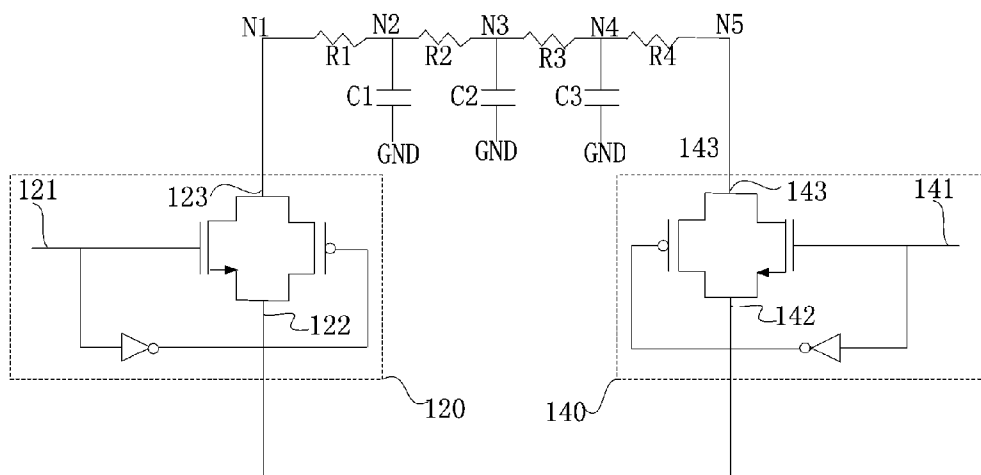 N1 N2 N3 N4 N5
R1 R2 R3 R4
C1 C2 C3
GND GND GND
143
121 123 143 141
122 142
120 140